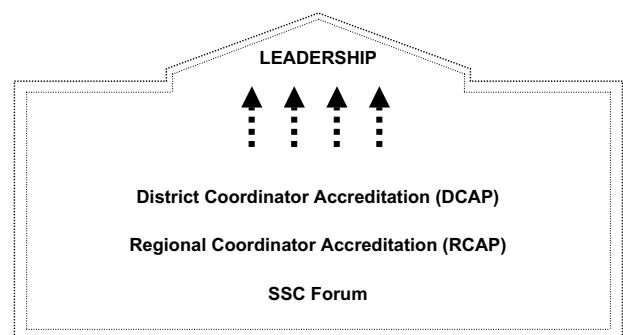 LEADERSHIP
District Coordinator Accreditation (DCAP)
Regional Coordinator Accreditation (RCAP)
SSC Forum